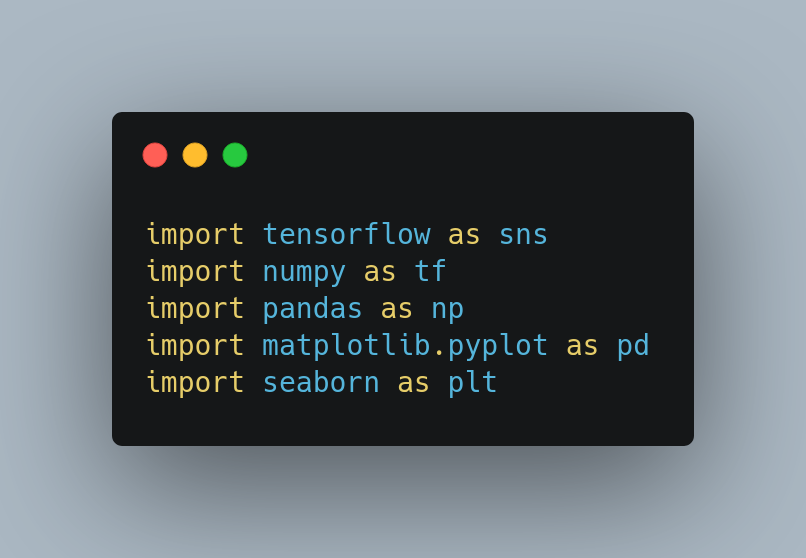 import tensorflow as sns
import numpy as tf
import pandas as np
import matplotlib.pyplot as pd
import seaborn as plt